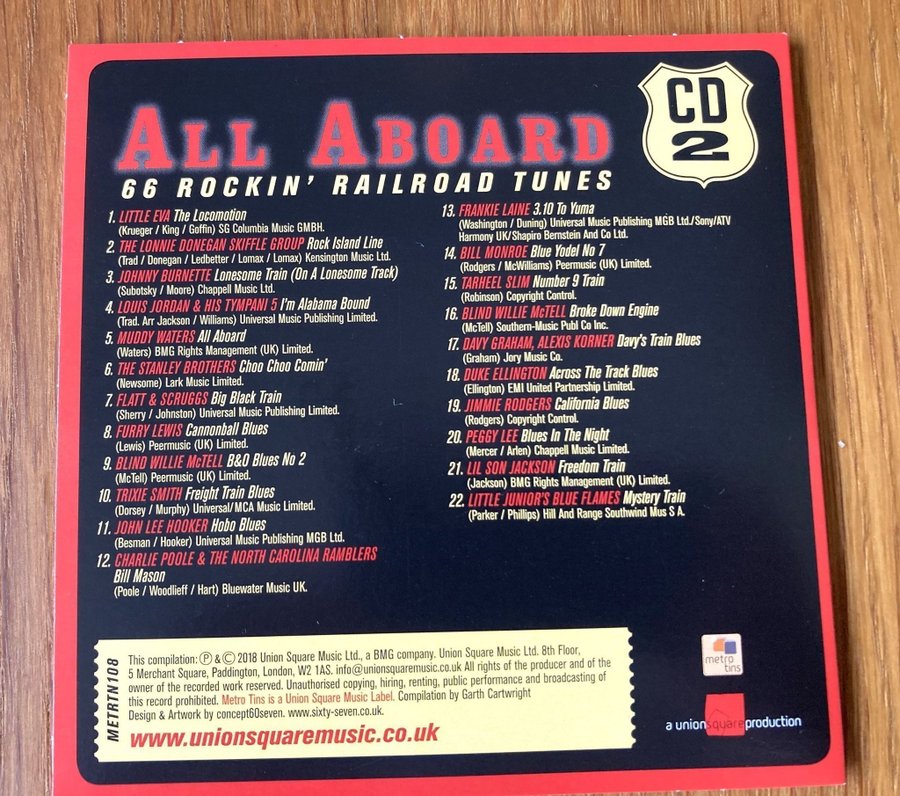 CD
2
ALL ABOARD
66 ROCKIN' RAILROAD TUNES
1. LITTLE EVA The Locomotion
(Krueger / King / Goffin) SG Columbia Music GMBH.
2. THE LONNIE DONEGAN SKIFFLE GROUP Rock Island Line
(Trad / Donegan / Ledbetter / Lomax / Lomax) Kensington Music Ltd.
3. JOHNNY BURNETTE Lonesome Train (On A Lonesome Track)
(Subotsky / Moore) Chappell Music Ltd.
4. LOUIS JORDAN & HIS TYMPANI 5 I'm Alabama Bound
(Trad. Arr Jackson / Williams) Universal Music Publishing Limited.
5. MUDDY WATERS All Aboard
(Waters) BMG Rights Management (UK) Limited.
6. THE STANLEY BROTHERS Choo Choo Comin'
(Newsome) Lark Music Limited.
7. FLATT & SCRUGGS Big Black Train
(Sherry / Johnston) Universal Music Publishing Limited.
8. FURRY LEWIS Cannonball Blues
(Lewis) Peermusic (UK) Limited.
9. BLIND WILLIE McTELL B&O Blues No 2
(McTell) Peermusic (UK) Limited.
10. TRIXIE SMITH Freight Train Blues
(Dorsey / Murphy) Universal/MCA Music Limited.
11. JOHN LEE HOOKER Hobo Blues
(Besman / Hooker) Universal Music Publishing MGB Ltd.
12. CHARLIE POOLE & THE NORTH CAROLINA RAMBLERS
Bill Mason
(Poole / Woodlieff / Hart) Bluewater Music UK.
13. FRANKIE LAINE 3.10 To Yuma
(Washington / Duning) Universal Music Publishing MGB Ltd./Sony/ATV
Harmony UK/Shapiro Bernstein And Co Ltd.
14. BILL MONROE Blue Yodel No 7
(Rodgers / McWilliams) Peermusic (UK) Limited.
15. TARHEEL SLIM Number 9 Train
(Robinson) Copyright Control.
16. BLIND WILLIE McTELL Broke Down Engine
(McTell) Southern-Music Publ Co Inc.
17. DAVY GRAHAM, ALEXIS KORNER Davy's Train Blues
(Graham) Jory Music Co.
18. DUKE ELLINGTON Across The Track Blues
(Ellington) EMI United Partnership Limited.
19. JIMMIE RODGERS California Blues
(Rodgers) Copyright Control.
20. PEGGY LEE Blues In The Night
(Mercer / Arlen) Chappell Music Limited.
21. LIL SON JACKSON Freedom Train
(Jackson) BMG Rights Management (UK) Limited.
22. LITTLE JUNIOR'S BLUE FLAMES Mystery Train
(Parker / Phillips) Hill And Range Southwind Mus S A.
METRTN108
This compilation: Ⓟ & © 2018 Union Square Music Ltd., a BMG company. Union Square Music Ltd. 8th Floor,
5 Merchant Square, Paddington, London, W2 1AS. info@unionsquaremusic.co.uk All rights of the producer and of the
owner of the recorded work reserved. Unauthorised copying, hiring, renting, public performance and broadcasting of
this record prohibited. Metro Tins is a Union Square Music Label. Compilation by Garth Cartwright
Design & Artwork by concept60seven. www.sixty-seven.co.uk.
www.unionsquaremusic.co.uk
metro
tins
a unionsquareproduction